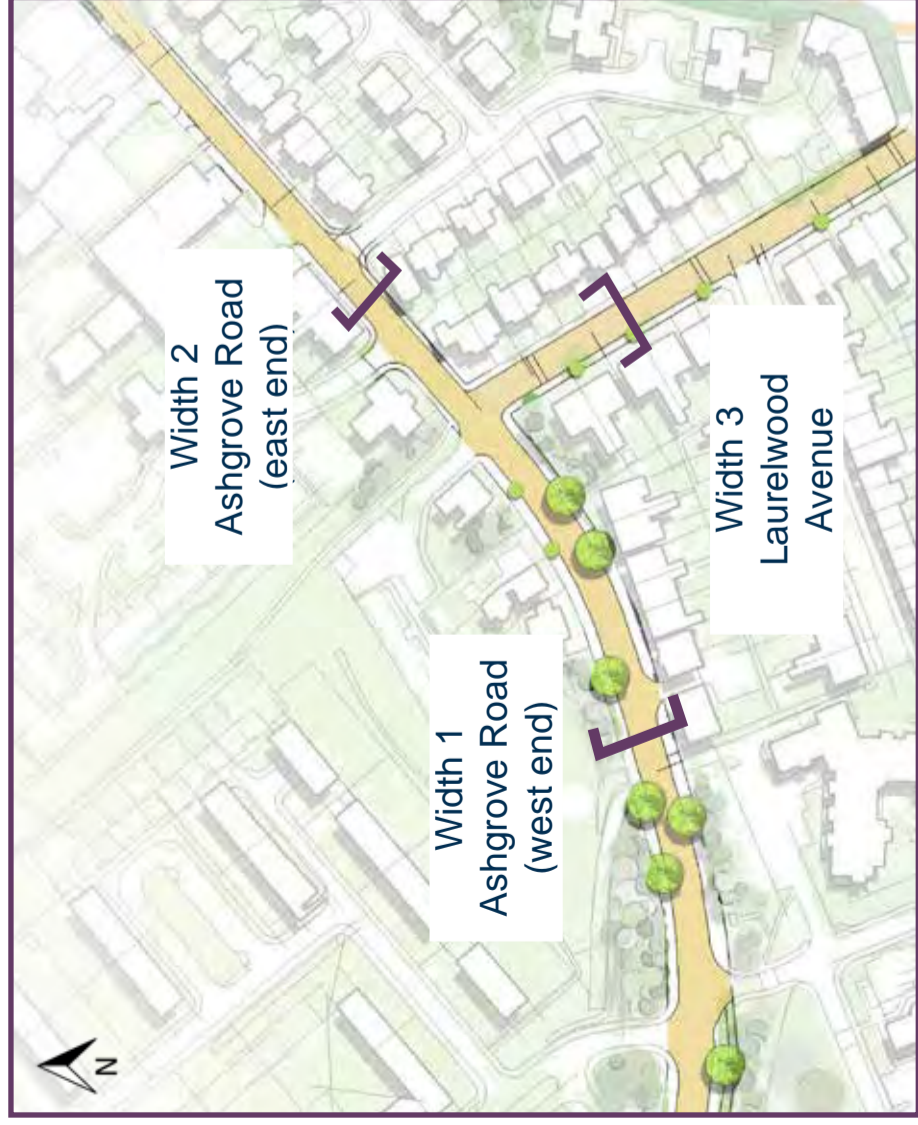 Width 2
Ashgrove Road
(east end)
Width 1
Ashgrove Road
(west end)
Width 3
Laurelwood
Avenue
N